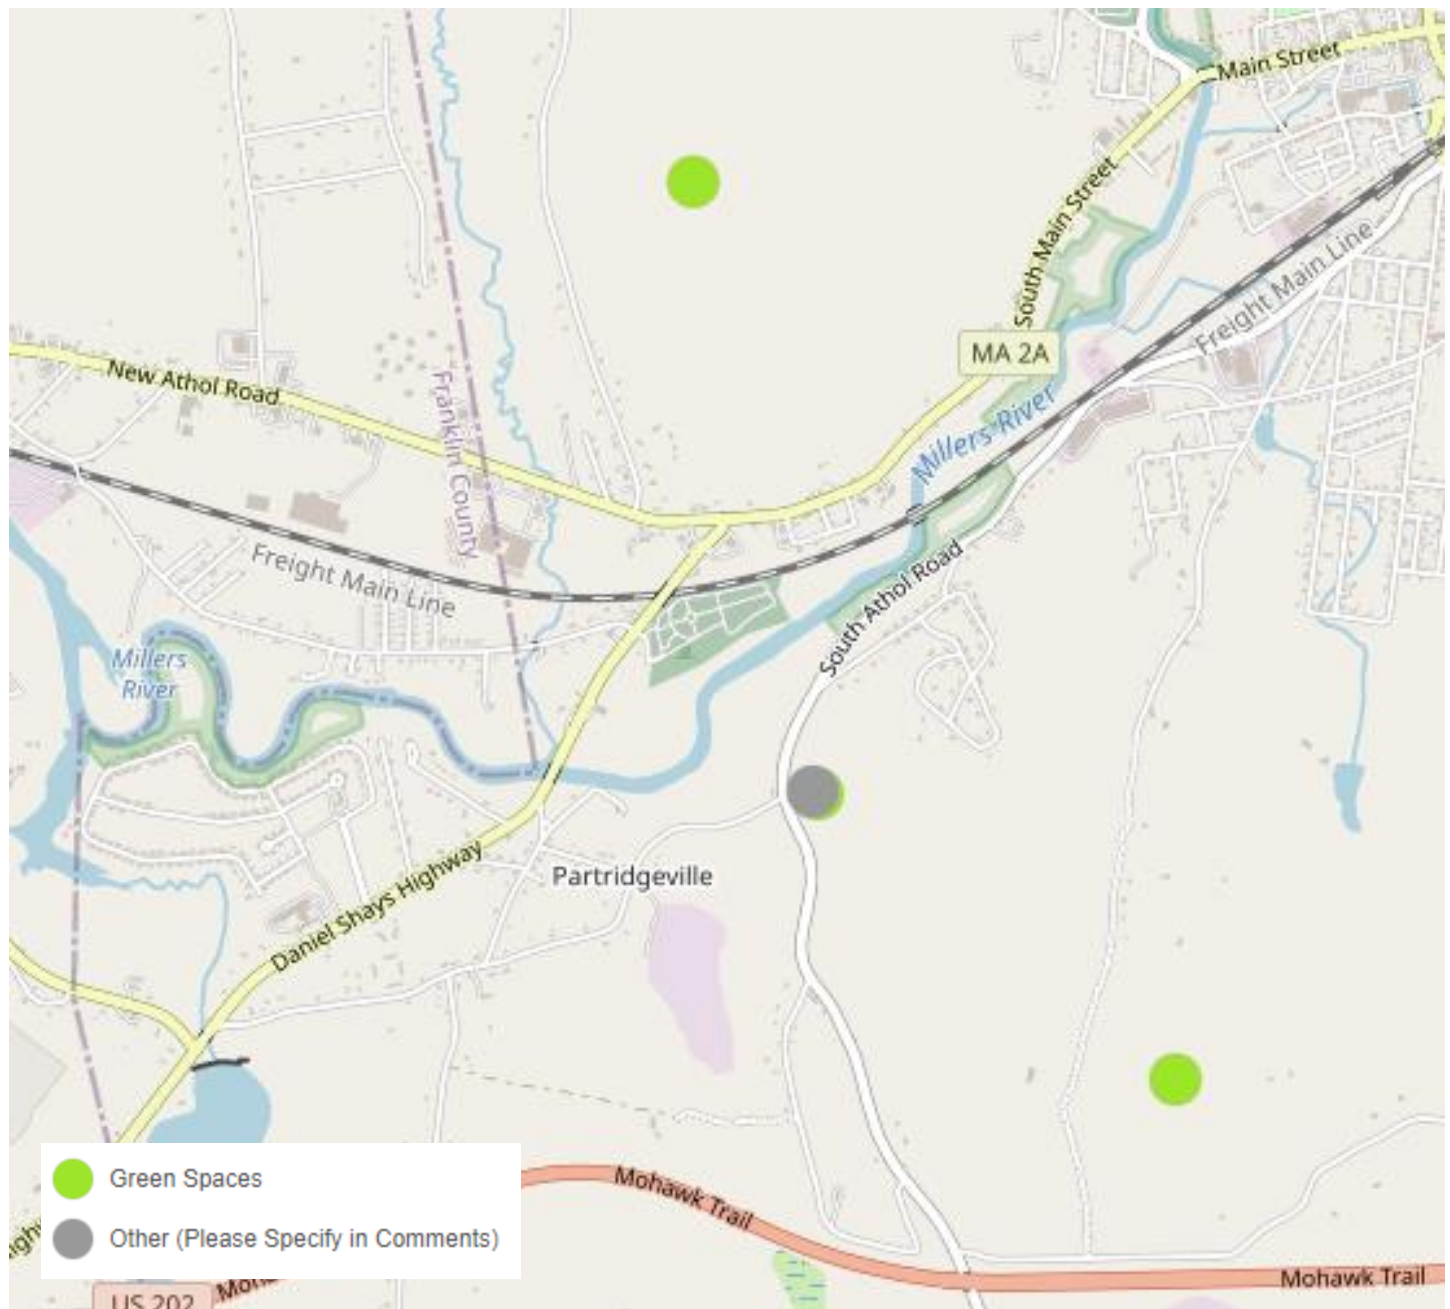 Main Street
South Main Street
Freight Main Line
MA 2A
New Athol Road
Franklin County
Millers River
Freight Main Line
South Athol Road
Millers
River
Partridgeville
Daniel Shays Highway
Green Spaces
Mohawk Trail
Other (Please Specify in Comments)
Mohawk Trail
US 202